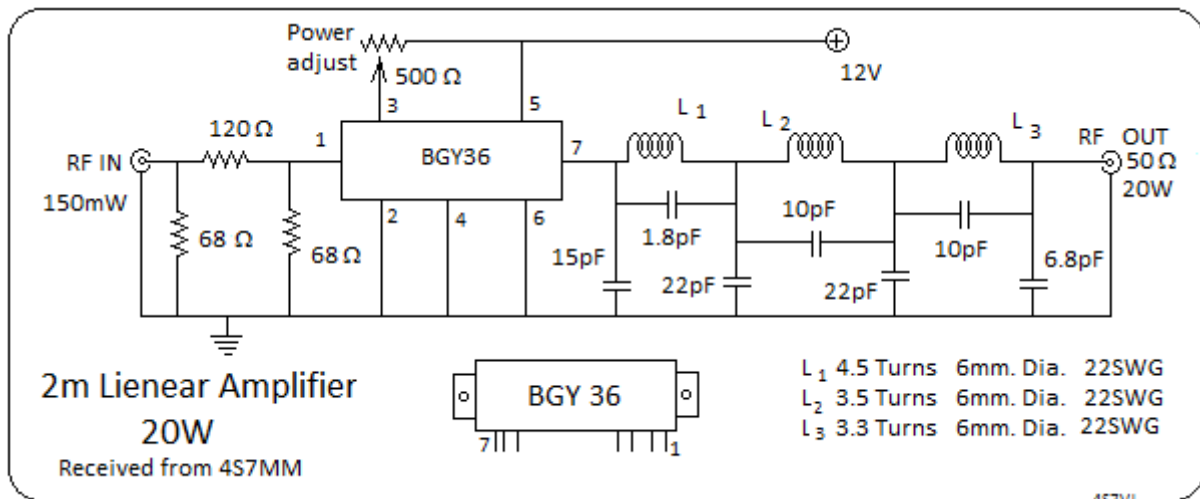 Power
adjust
500 Ω
12V
3
5
120 Ω
1
BGY36
7
L 1
L 2
L 3
RF IN
150mW
RF OUT
50 Ω
20W
68 Ω
68 Ω
2
4
6
1.8pF
10pF
10pF
15pF
22pF
22pF
6.8pF
2m Lienear Amplifier
20W
Received from 4S7MM
BGY 36
7
1
L 1 4.5 Turns 6mm. Dia. 22SWG
L 2 3.5 Turns 6mm. Dia. 22SWG
L 3 3.3 Turns 6mm. Dia. 22SWG